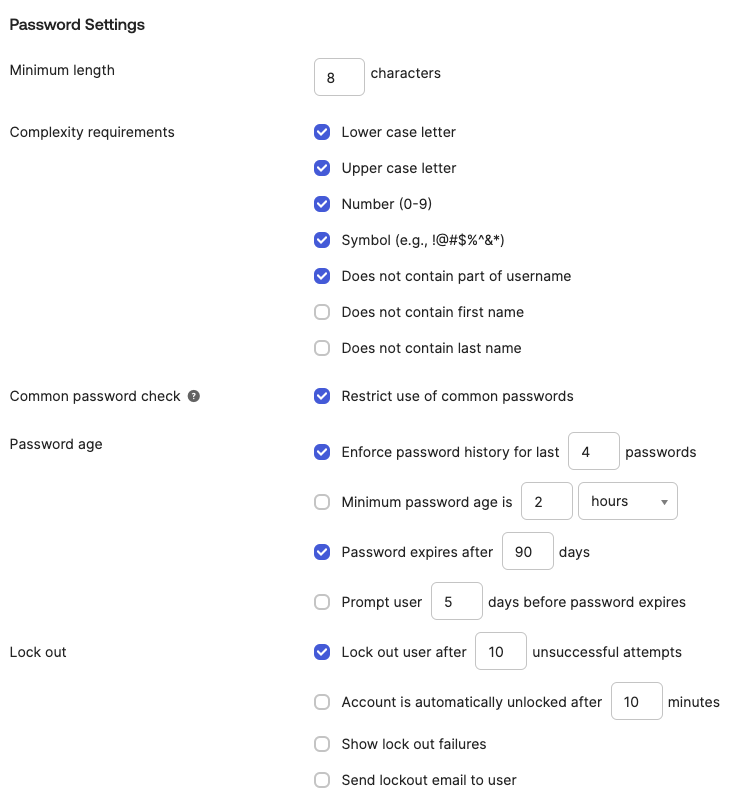 Password Settings
Minimum length
8 characters
Complexity requirements
Lower case letter
Upper case letter
Number (0-9)
Symbol (e.g., !@#$%^&*)
Does not contain part of username
Does not contain first name
Does not contain last name
Common password check ?
Restrict use of common passwords
Password age
Enforce password history for last 4 passwords
Minimum password age is 2 hours
Password expires after 90 days
Prompt user 5 days before password expires
Lock out
Lock out user after 10 unsuccessful attempts
Account is automatically unlocked after 10 minutes
Show lock out failures
Send lockout email to user